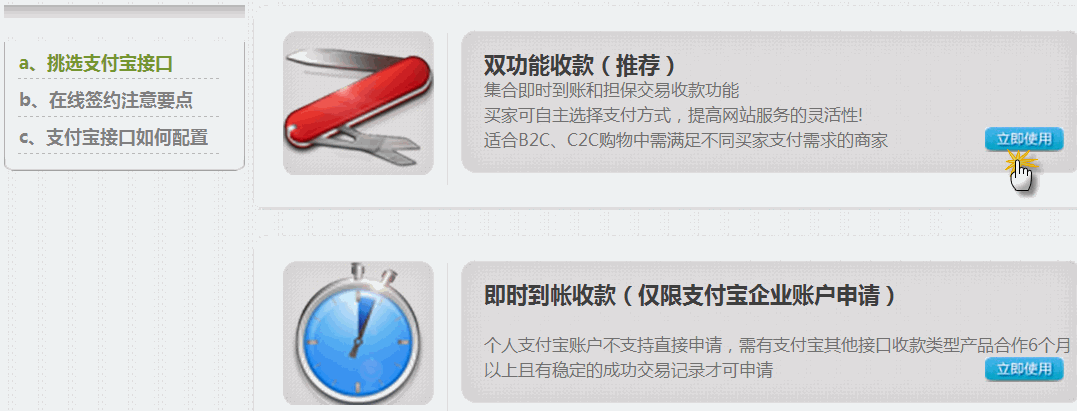 a、挑选支付宝接口
b、在线签约注意要点
c、支付宝接口如何配置
双功能收款（推荐）
集合即时到账和担保交易收款功能
买家可自主选择支付方式，提高网站服务的灵活性!
适合B2C、C2C购物中需满足不同买家支付需求的商家
立即使用
即时到帐收款（仅限支付宝企业账户申请）
个人支付宝账户不支持直接申请，需有支付宝其他接口收款类型产品合作6个月
以上且有稳定的成功交易记录才可申请
立即使用